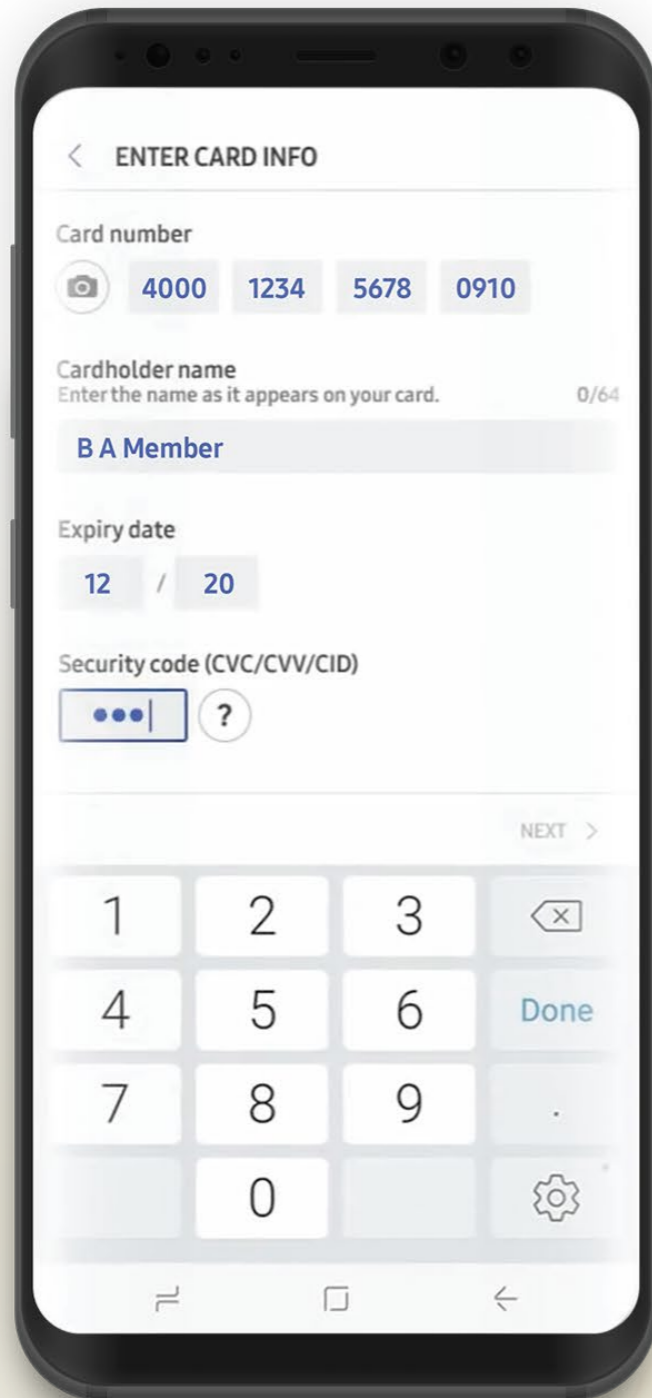 ENTER CARD INFO
Card number
4000 1234 5678 0910
Cardholder name
Enter the name as it appears on your card. 0/64
B A Member
Expiry date
12 / 20
Security code (CVC/CVV/CID)
•••| ?
NEXT >
1 2 3
4 5 6 Done
7 8 9 .
0